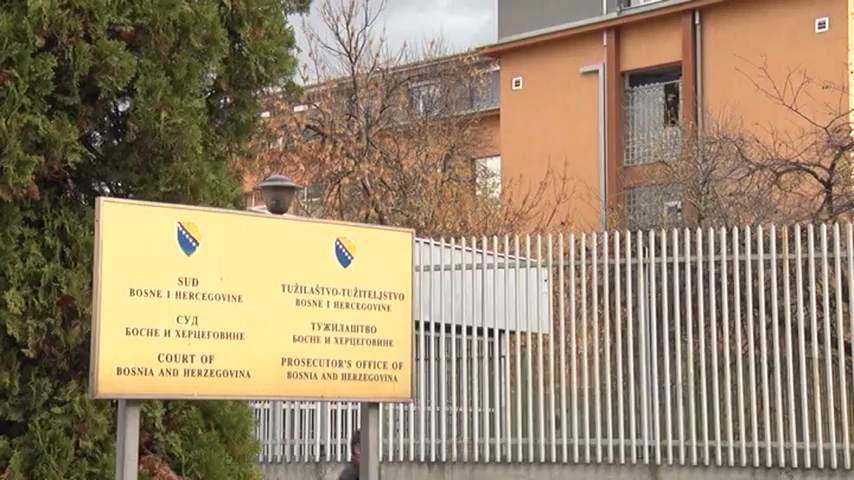 SUD
BOSNE I HERCEGOVINE
СУД
БОСНЕ И ХЕРЦЕГОВИНЕ
COURT OF
BOSNIA AND HERZEGOVINA
TUŽILAŠTVO-TUŽITELJSTVO
BOSNE I HERCEGOVINE
ТУЖИЛАШТВО
БОСНЕ И ХЕРЦЕГОВИНЕ
PROSECUTOR'S OFFICE OF
BOSNIA AND HERZEGOVINA